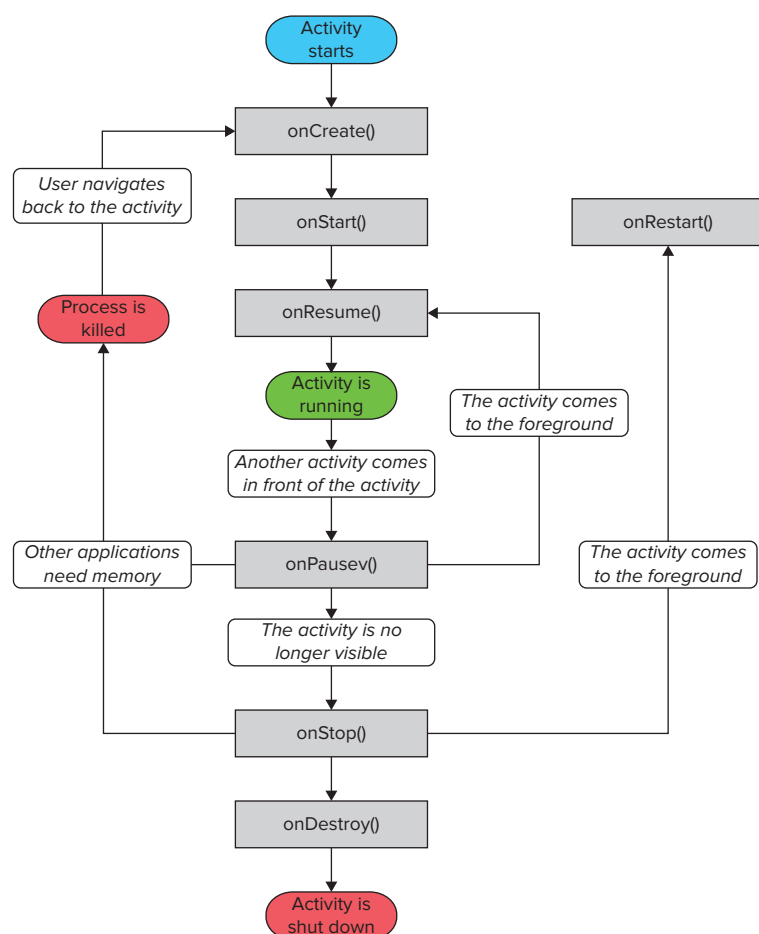 Activity
starts
onCreate()
User navigates
back to the activity
onStart()
onRestart()
Process is
killed
onResume()
Activity is
running
The activity comes
to the foreground
Another activity comes
in front of the activity
Other applications
need memory
onPausev()
The activity comes
to the foreground
The activity is no
longer visible
onStop()
onDestroy()
Activity is
shut down